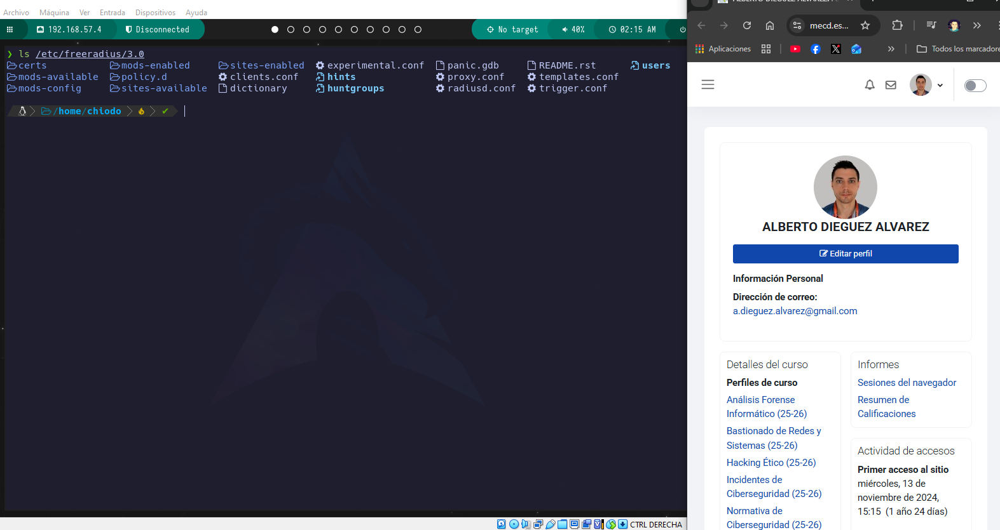 Archivo Máquina Ver Entrada Dispositivos Ayuda
192.168.57.4 Disconnected No target 40% 02:15 AM
❯ ls /etc/freeradius/3.0
certs mods-enabled sites-enabled experimental.conf panic.gdb README.rst users
mods-available policy.d clients.conf hints proxy.conf templates.conf
mods-config sites-available dictionary huntgroups radiusd.conf trigger.conf
/home/chiodo
CTRL DERECHA
mecd.es...
Aplicaciones
Todos los marcadore
ALBERTO DIEGUEZ ALVAREZ
Editar perfil
Información Personal
Dirección de correo:
a.dieguez.alvarez@gmail.com
Detalles del curso
Perfiles de curso
Análisis Forense
Informático (25-26)
Bastionado de Redes y
Sistemas (25-26)
Hacking Ético (25-26)
Incidentes de
Ciberseguridad (25-26)
Normativa de
Ciberseguridad (25-26)
Informes
Sesiones del navegador
Resumen de
Calificaciones
Actividad de accesos
Primer acceso al sitio
miércoles, 13 de
noviembre de 2024,
15:15 (1 año 24 días)